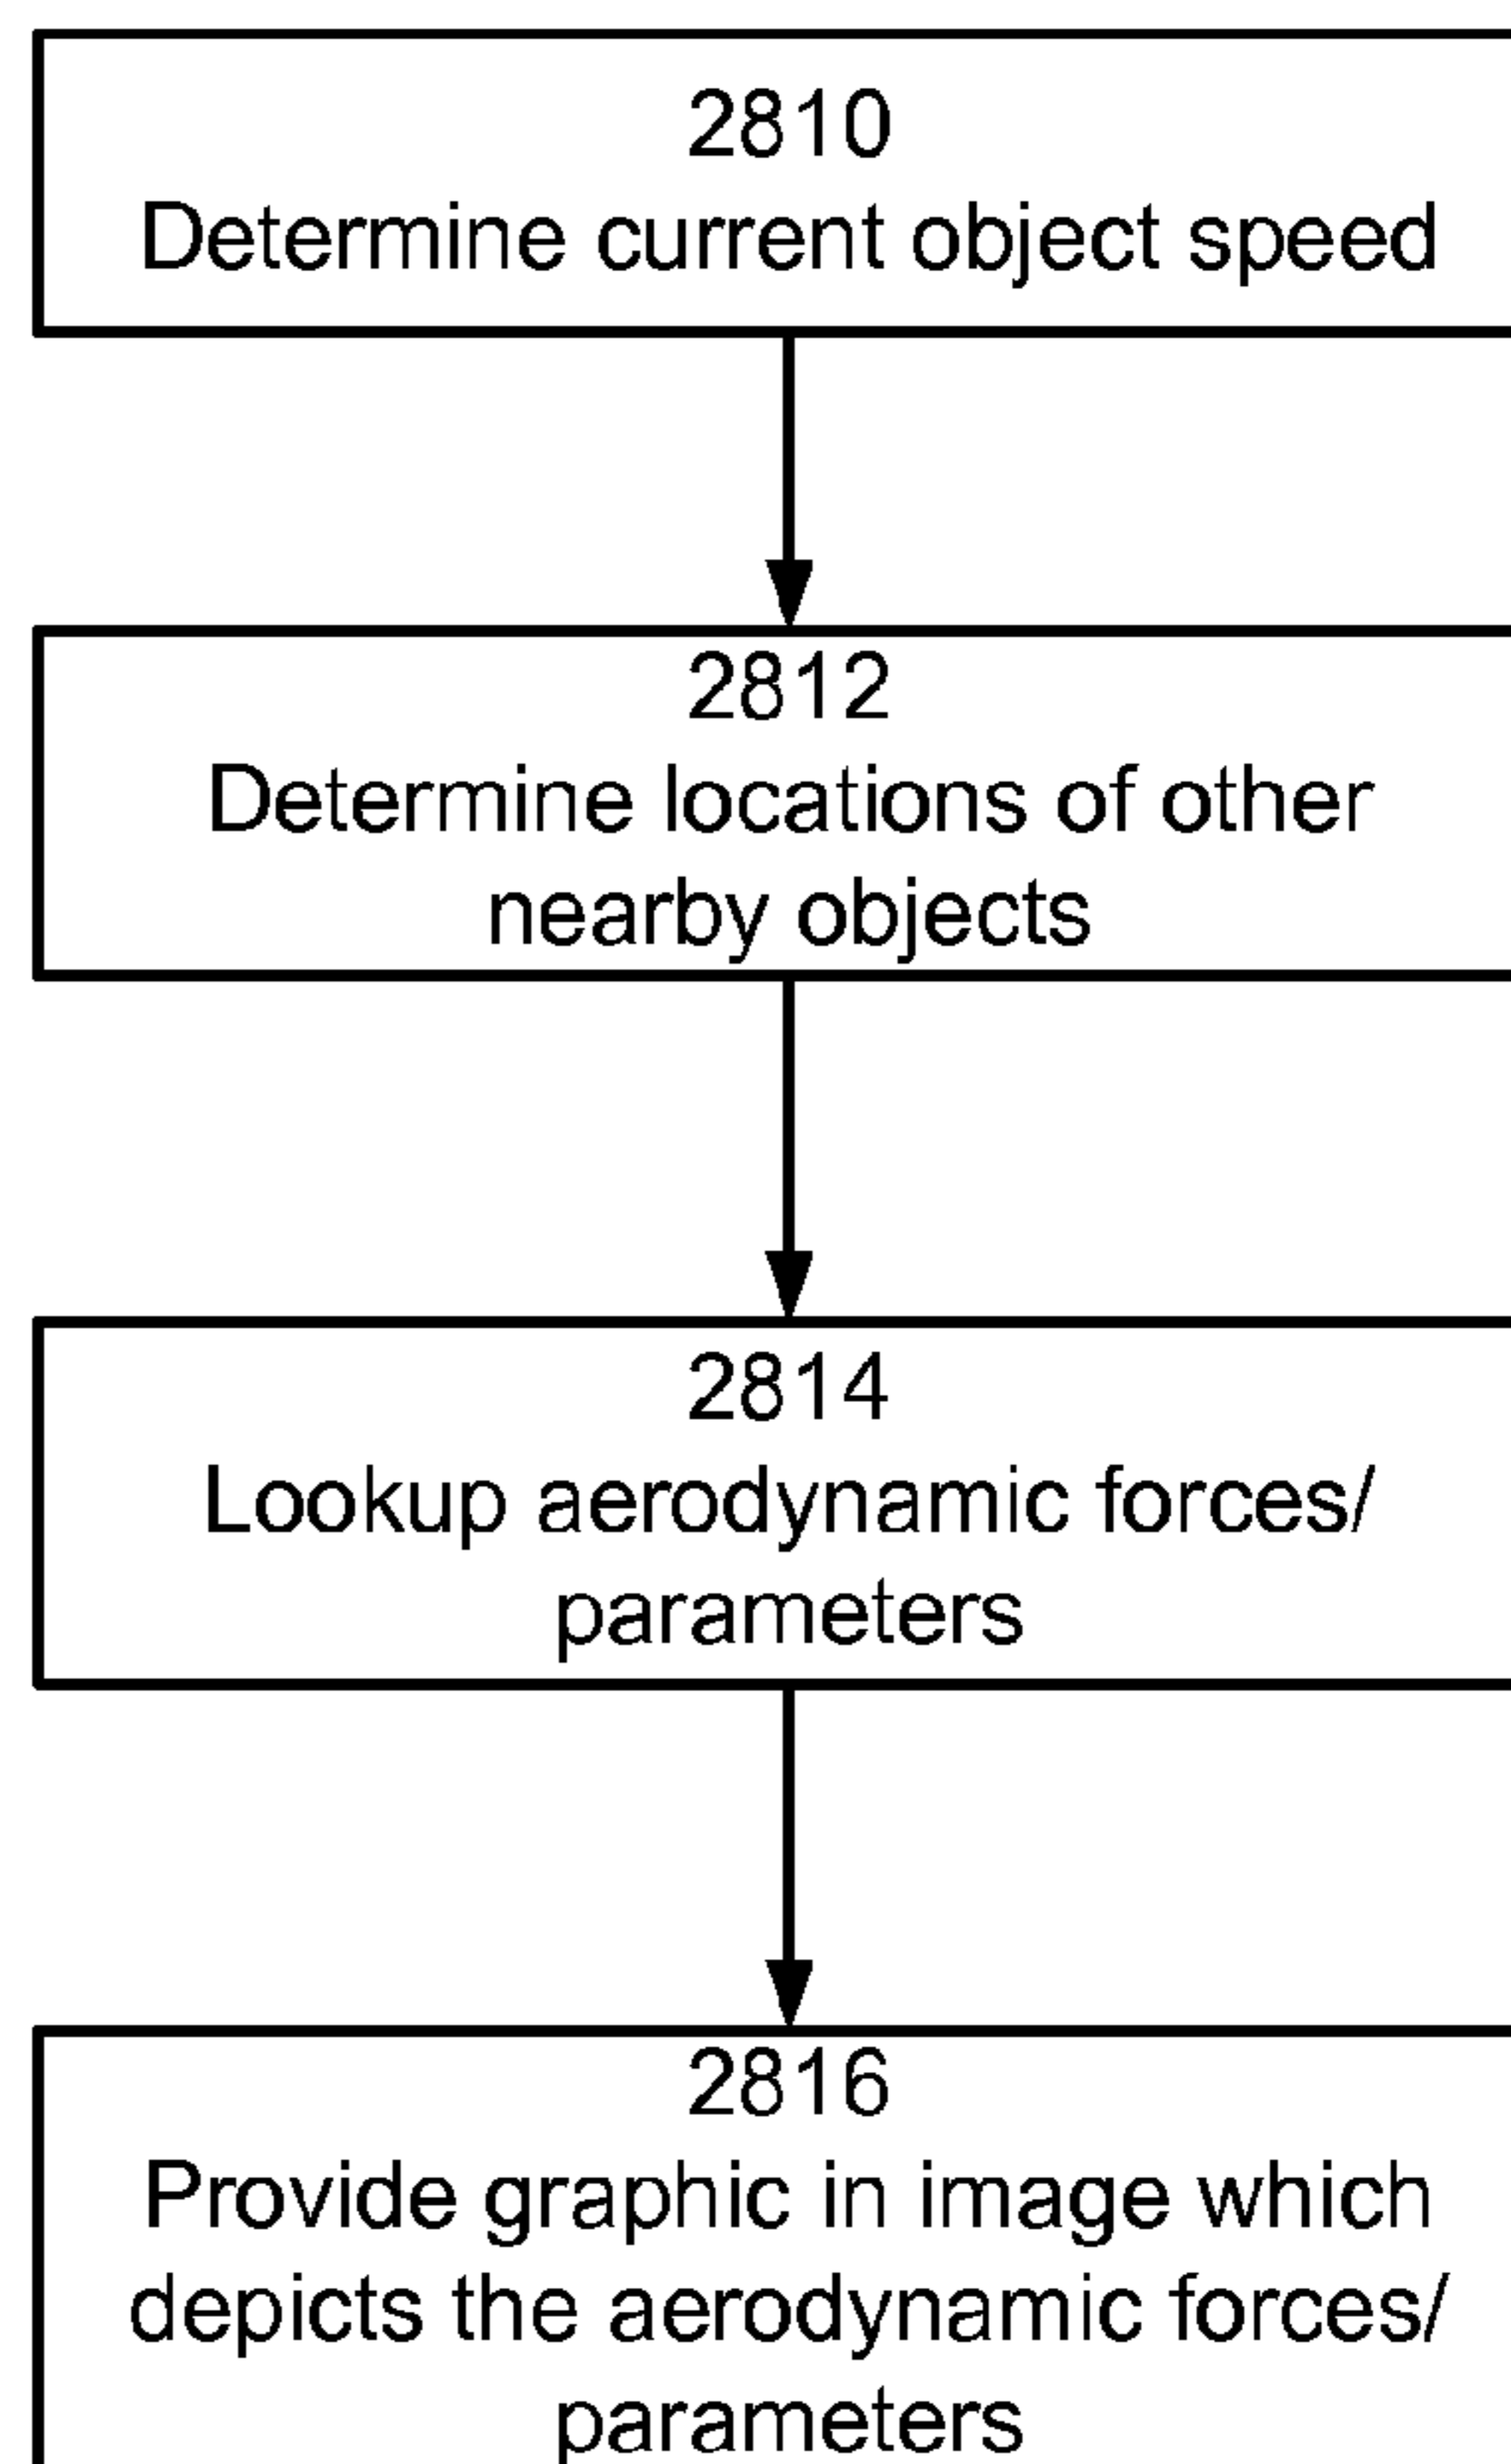 2810
Determine current object speed
2812
Determine locations of other
nearby objects
2814
Lookup aerodynamic forces/
parameters
2816
Provide graphic in image which
depicts the aerodynamic forces/
parameters